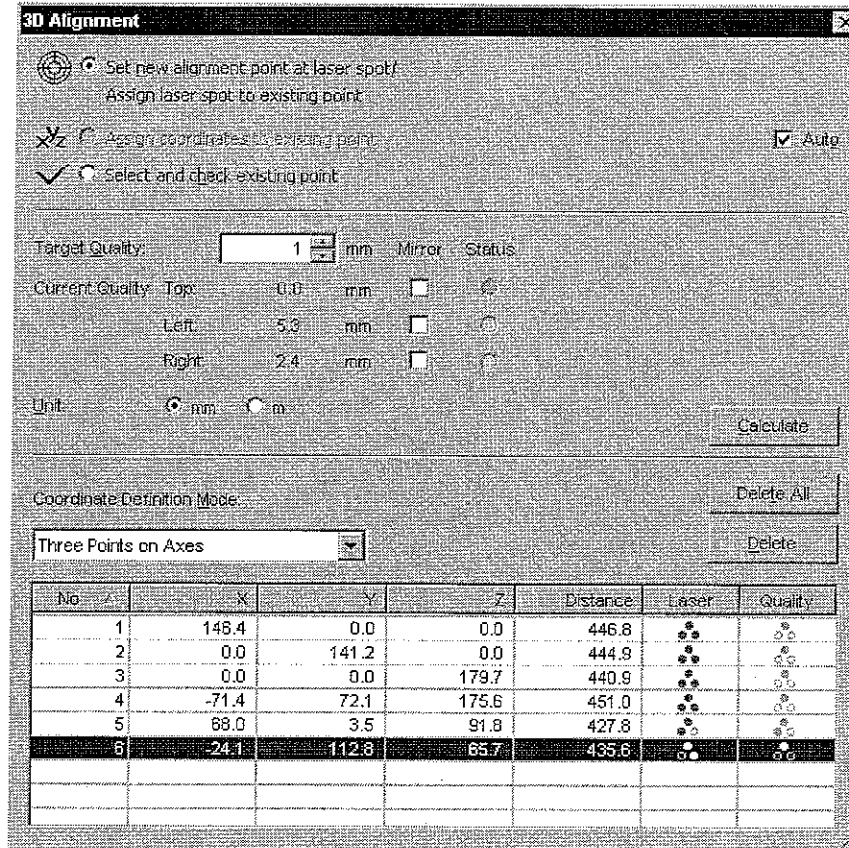 3D Alignment
Set new alignment point at laser spot/
Assign laser spot to existing point
Assign coordinates to existing point
Auto
Select and check existing point
Target Quality: 1 mm Mirror Status
Current Quality Top: 0.0 mm
Left: 5.3 mm
Right: 2.4 mm
Unit: mm m
Calculate
Coordinate Definition Mode:
Delete All
Three Points on Axes
Delete
No X Y Z Distance Laser Quality
1 146.4 0.0 0.0 446.8
2 0.0 141.2 0.0 444.9
3 0.0 0.0 179.7 440.9
4 -71.4 72.1 175.6 451.0
5 68.0 3.5 91.8 427.8
6 -24.1 112.8 65.7 435.6